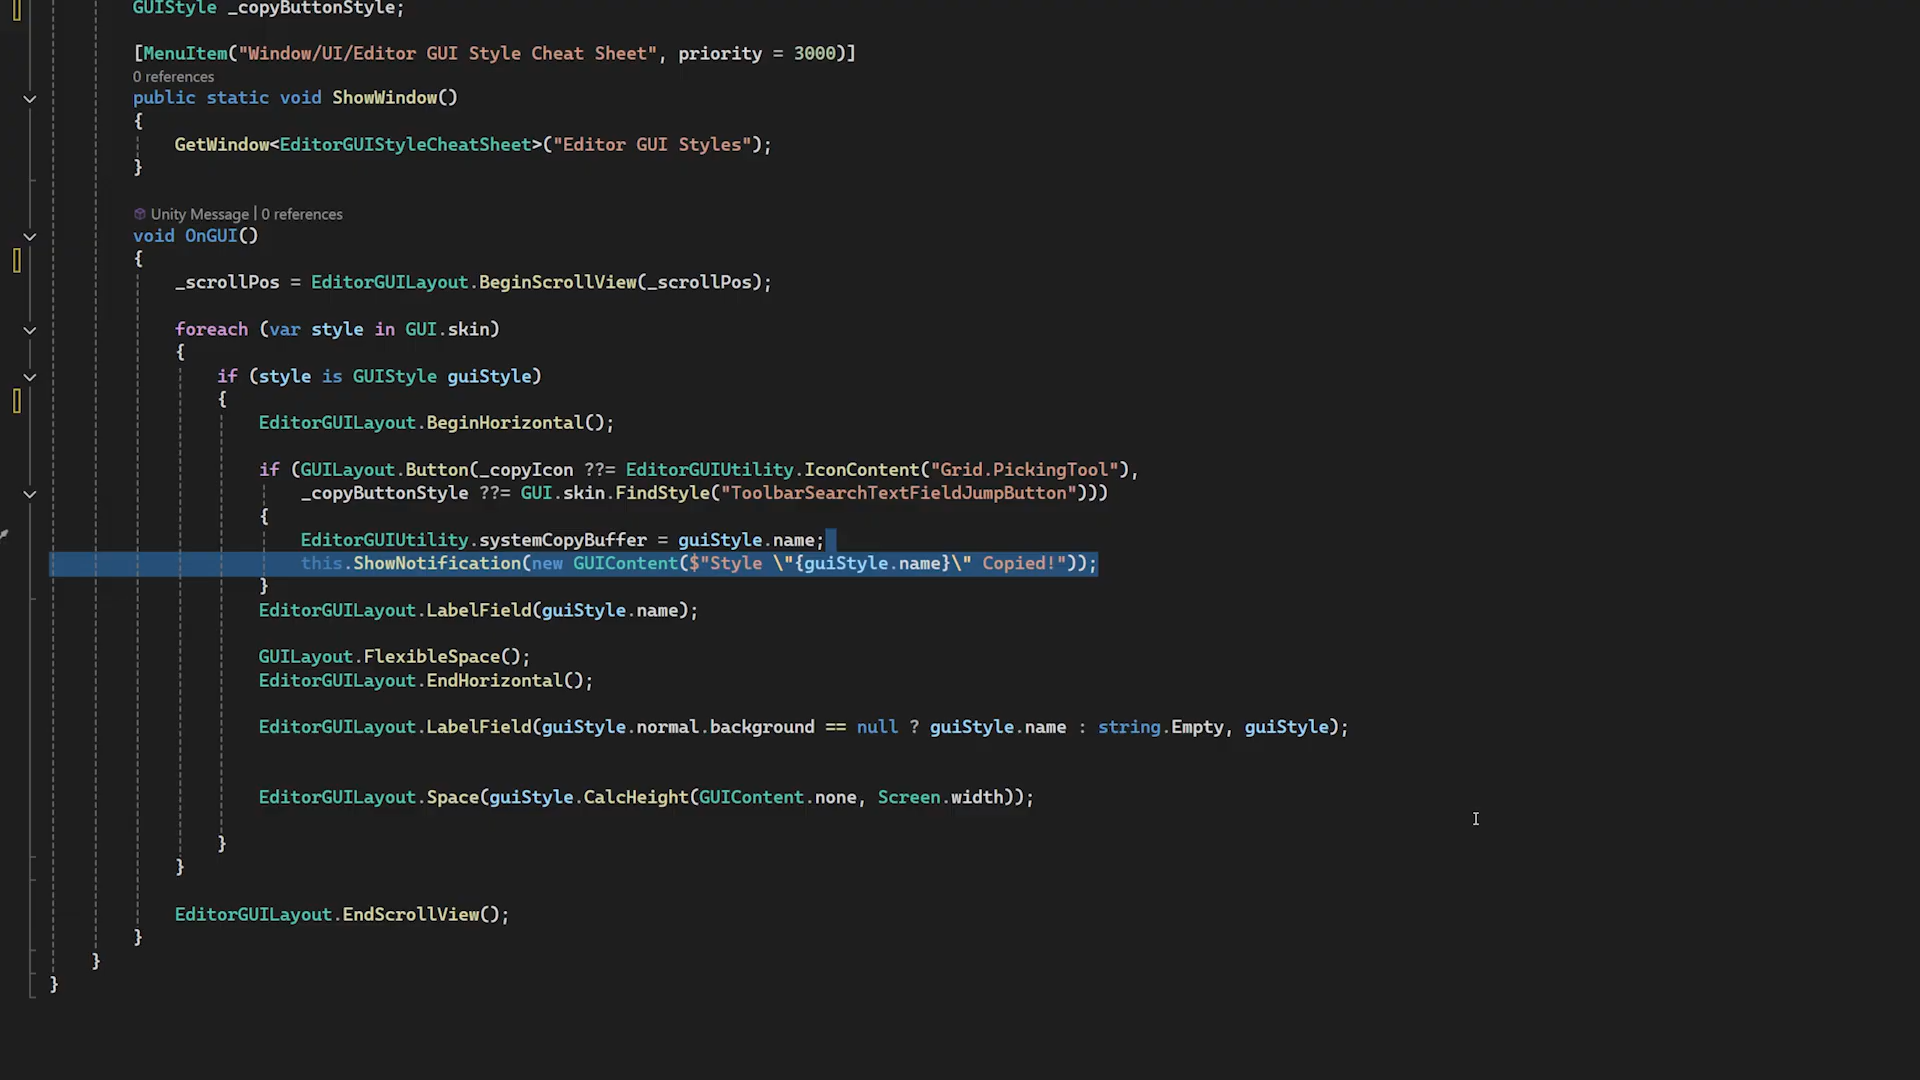 GUIStyle _copyButtonStyle;
[MenuItem("Window/UI/Editor GUI Style Cheat Sheet", priority = 3000)]
0 references
public static void ShowWindow()
{
GetWindow<EditorGUIStyleCheatSheet>("Editor GUI Styles");
}
Unity Message | 0 references
void OnGUI()
{
_scrollPos = EditorGUILayout.BeginScrollView(_scrollPos);
foreach (var style in GUI.skin)
{
if (style is GUIStyle guiStyle)
{
EditorGUILayout.BeginHorizontal();
if (GUILayout.Button(_copyIcon ??= EditorGUIUtility.IconContent("Grid.PickingTool"),
_copyButtonStyle ??= GUI.skin.FindStyle("ToolbarSearchTextFieldJumpButton")))
{
EditorGUIUtility.systemCopyBuffer = guiStyle.name;
this.ShowNotification(new GUIContent($"Style \"{guiStyle.name}\" Copied!"));
}
EditorGUILayout.LabelField(guiStyle.name);
GUILayout.FlexibleSpace();
EditorGUILayout.EndHorizontal();
EditorGUILayout.LabelField(guiStyle.normal.background == null ? guiStyle.name : string.Empty, guiStyle);
EditorGUILayout.Space(guiStyle.CalcHeight(GUIContent.none, Screen.width));
}
}
EditorGUILayout.EndScrollView();
}
}
}